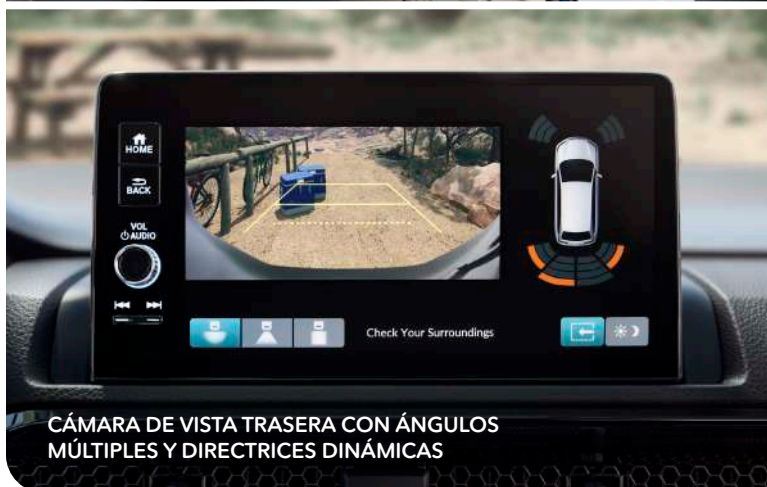 HOME
BACK
VOL
AUDIO
Check Your Surroundings
CÁMARA DE VISTA TRASERA CON ÁNGULOS
MÚLTIPLES Y DIRECTRICES DINÁMICAS